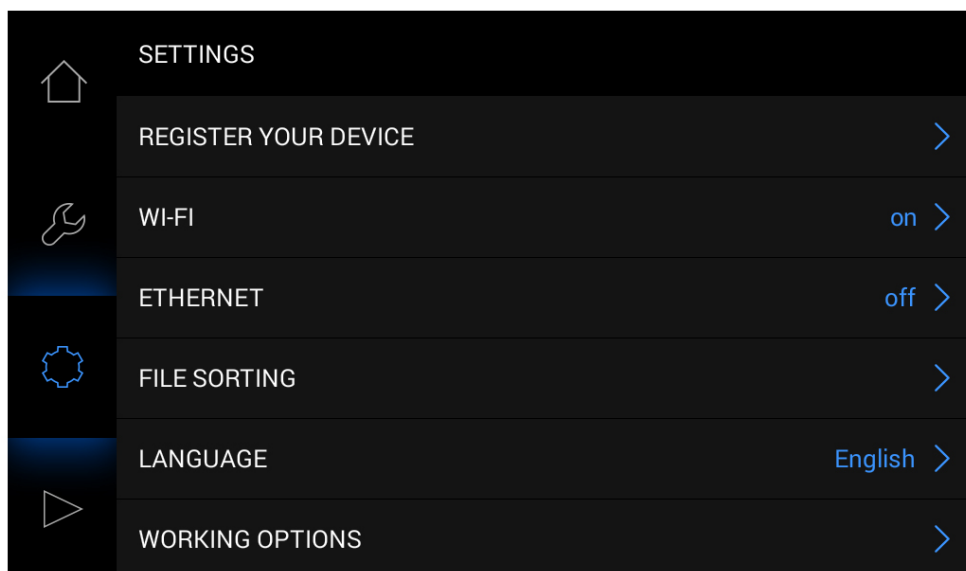 SETTINGS
REGISTER YOUR DEVICE
WI-FI on
ETHERNET off
FILE SORTING
LANGUAGE English
WORKING OPTIONS